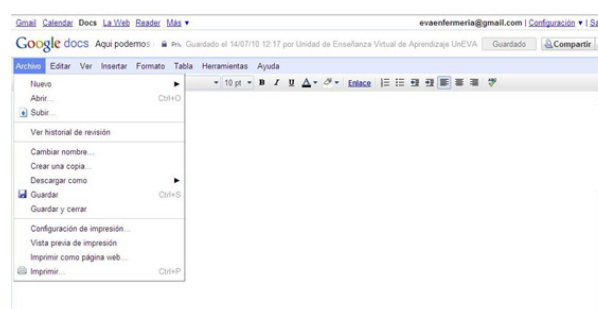 Gmail Calendar Docs La Web Reader Más ▼ evaenfermeria@gmail.com | Configuración ▼ |
Google docs Aqui podemos Guardado el 14/07/10 12:17 por Unidad de Enseñanza Virtual de Aprendizaje UnEVA Guardado Compartir
Archivo Editar Ver Insertar Formato Tabla Herramientas Ayuda
10 pt B I U A Enlace
Nuevo
Abrir... Ctrl+O
Subir...
Ver historial de revisión
Cambiar nombre...
Crear una copia...
Descargar como
Guardar Ctrl+S
Guardar y cerrar
Configuración de impresión...
Vista previa de impresión
Imprimir como página web...
Imprimir... Ctrl+P